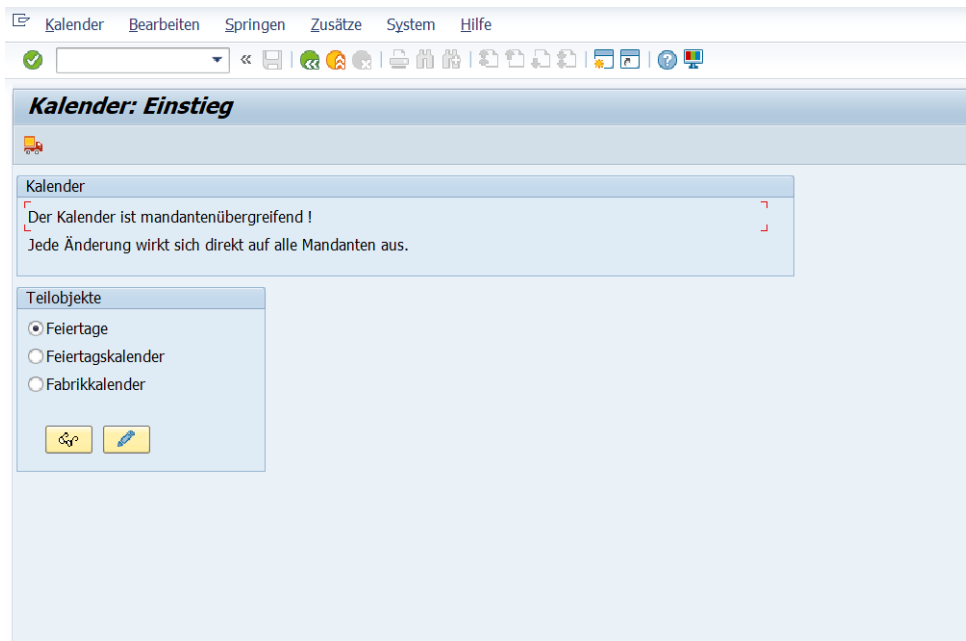 Kalender Bearbeiten Springen Zusätze System Hilfe
Kalender: Einstieg
Kalender
Der Kalender ist mandantenübergreifend !
Jede Änderung wirkt sich direkt auf alle Mandanten aus.
Teilobjekte
Feiertage
Feiertagskalender
Fabrikkalender